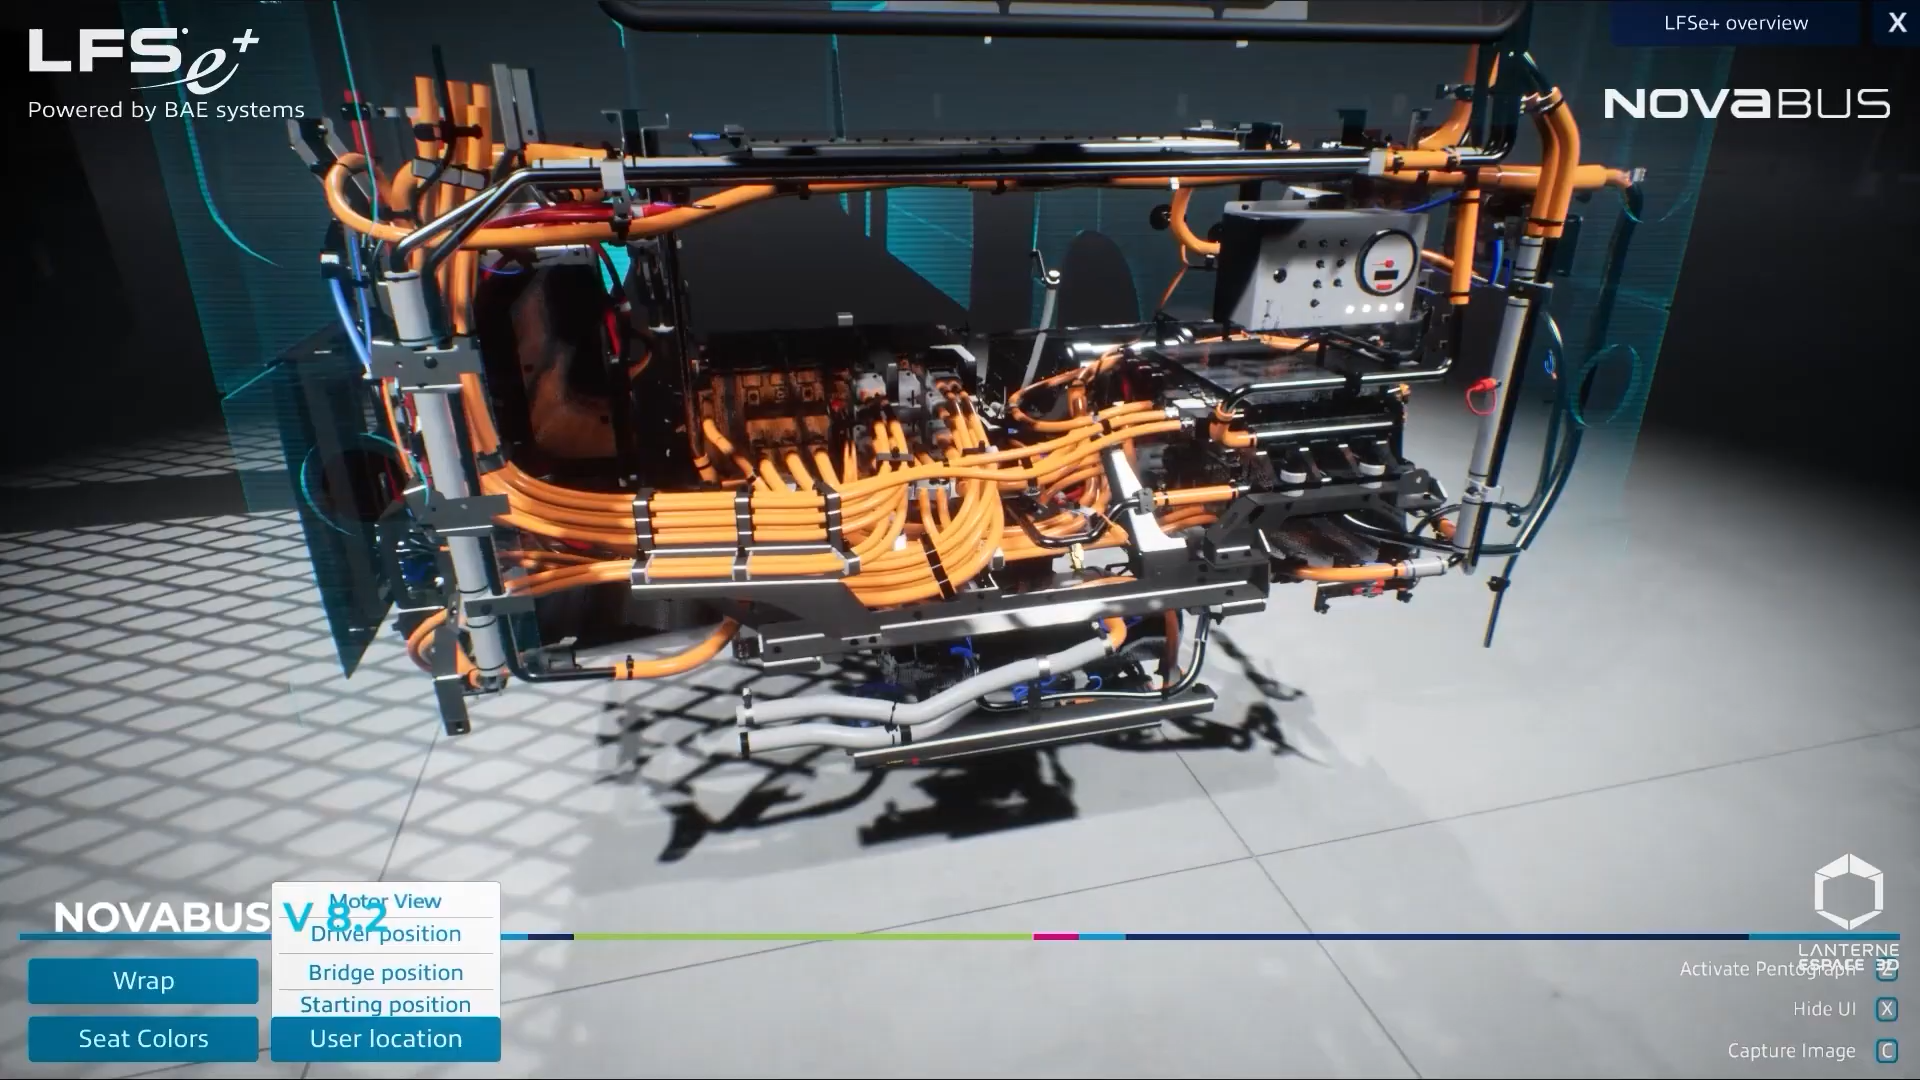 LFSe+
Powered by BAE systems
LFSe+ overview
X
NOVABUS
NOVABUS V 8.2
Motor View
Driver position
Bridge position
Starting position
User location
Wrap
Seat Colors
LANTERNE
ESPACE 3D
Activate Pentograph
Hide UI X
Capture Image C